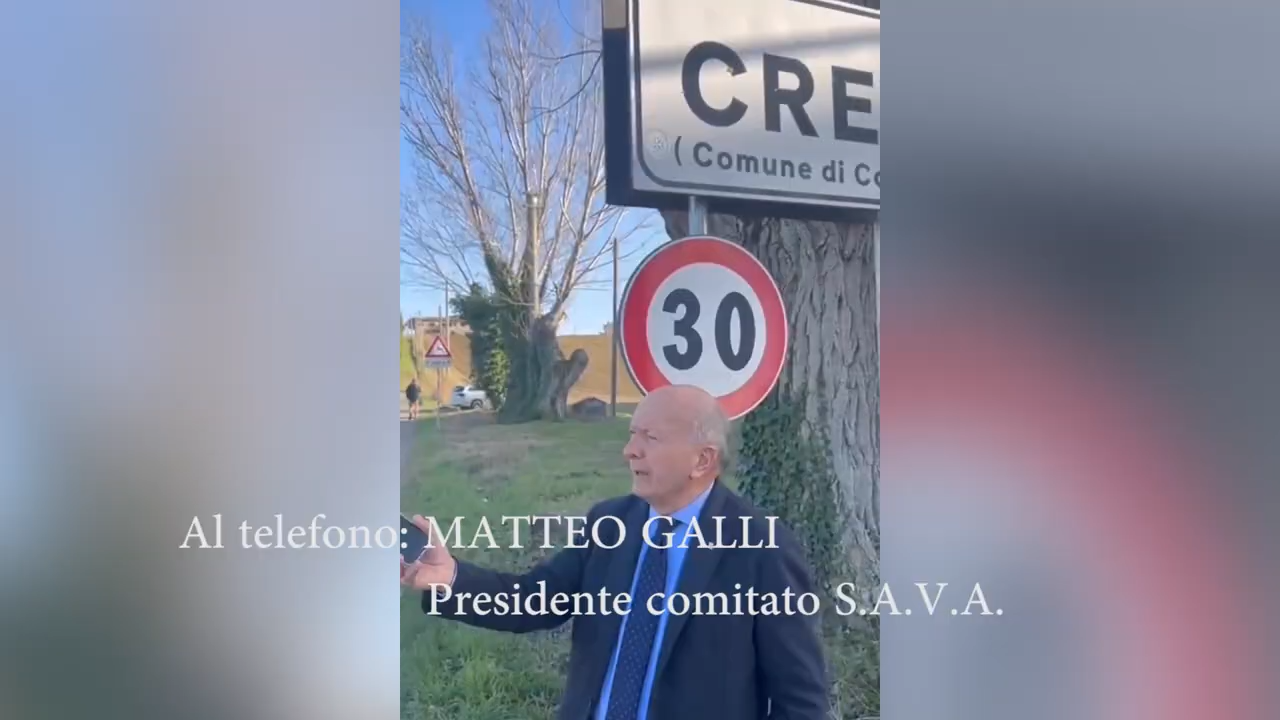 CRE
( Comune di Co
30
Al telefono: MATTEO GALLI
Presidente comitato S.A.V.A.